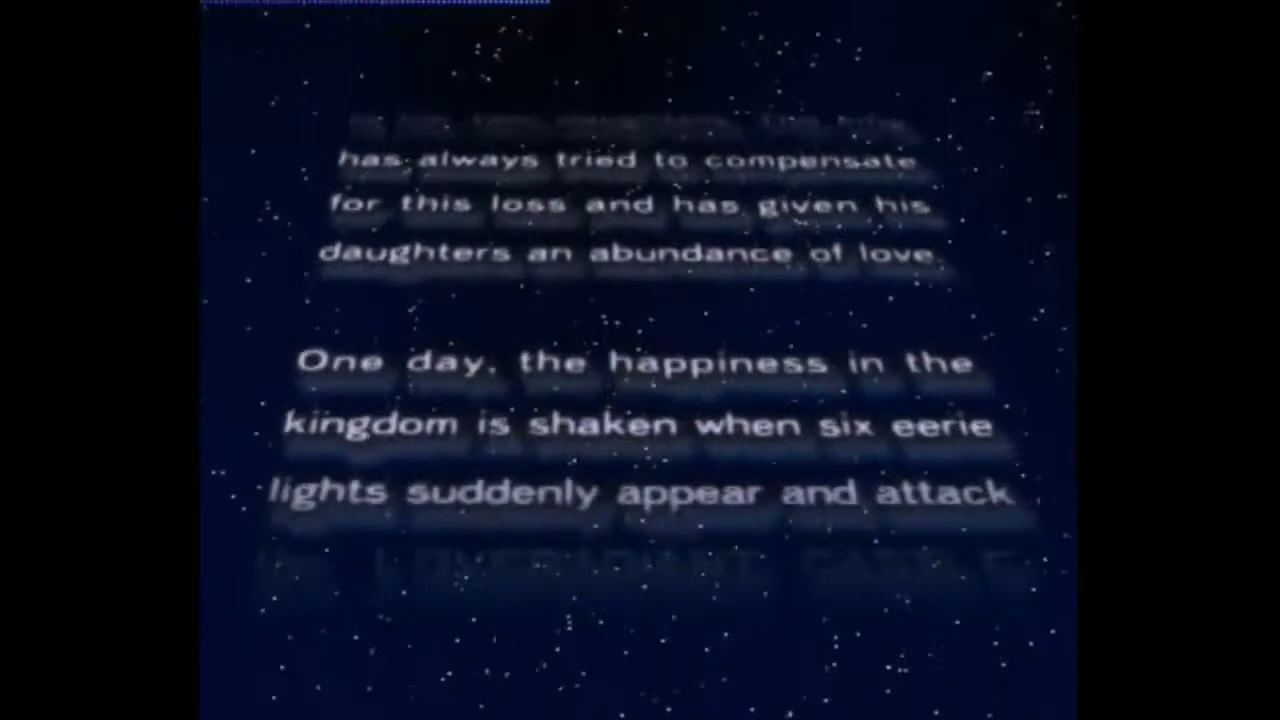 has always tried to compensate
for this loss and has given his
daughters an abundance of love.
One day, the happiness in the
kingdom is shaken when six eerie
lights suddenly appear and attack